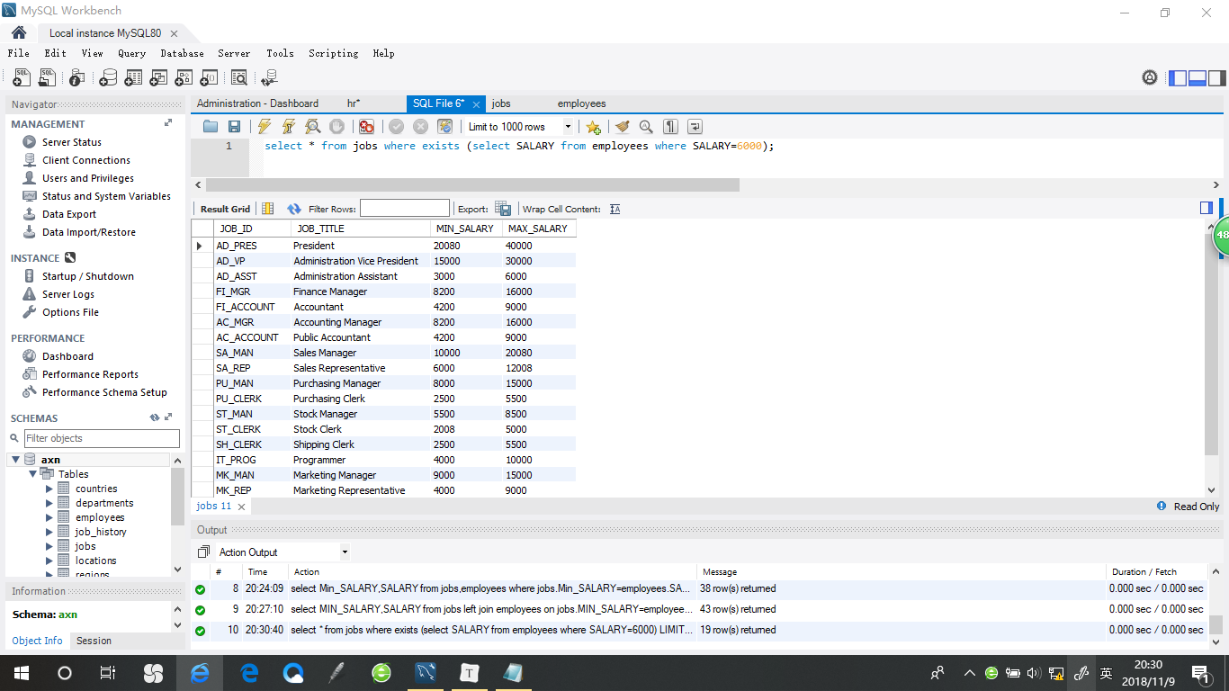 MySQL Workbench
Local instance MySQL80
File Edit View Query Database Server Tools Scripting Help
Navigator
MANAGEMENT
Server Status
Client Connections
Users and Privileges
Status and System Variables
Data Export
Data Import/Restore
INSTANCE
Startup / Shutdown
Server Logs
Options File
PERFORMANCE
Dashboard
Performance Reports
Performance Schema Setup
SCHEMAS
Filter objects
axn
Tables
countries
departments
employees
job_history
jobs
locations
regions
Information
Schema: axn
Object Info Session
Administration - Dashboard hr* SQL File 6* jobs employees
Limit to 1000 rows
1 select * from jobs where exists (select SALARY from employees where SALARY=6000);
Result Grid Filter Rows: Export: Wrap Cell Content:
JOB_ID JOB_TITLE MIN_SALARY MAX_SALARY
AD_PRES President 20080 40000
AD_VP Administration Vice President 15000 30000
AD_ASST Administration Assistant 3000 6000
FI_MGR Finance Manager 8200 16000
FI_ACCOUNT Accountant 4200 9000
AC_MGR Accounting Manager 8200 16000
AC_ACCOUNT Public Accountant 4200 9000
SA_MAN Sales Manager 10000 20080
SA_REP Sales Representative 6000 12008
PU_MAN Purchasing Manager 8000 15000
PU_CLERK Purchasing Clerk 2500 5500
ST_MAN Stock Manager 5500 8500
ST_CLERK Stock Clerk 2008 5000
SH_CLERK Shipping Clerk 2500 5500
IT_PROG Programmer 4000 10000
MK_MAN Marketing Manager 9000 15000
MK_REP Marketing Representative 4000 9000
48
jobs 11 Read Only
Output
Action Output
# Time Action Message Duration / Fetch
8 20:24:09 select Min_SALARY,SALARY from jobs,employees where jobs.Min_SALARY=employees.SA... 38 row(s) returned 0.000 sec / 0.000 sec
9 20:27:10 select MIN_SALARY,SALARY from jobs left join employees on jobs.MIN_SALARY=employee... 43 row(s) returned 0.000 sec / 0.000 sec
10 20:30:40 select * from jobs where exists (select SALARY from employees where SALARY=6000) LIMIT... 19 row(s) returned 0.000 sec / 0.000 sec
英
20:30
2018/11/9
1